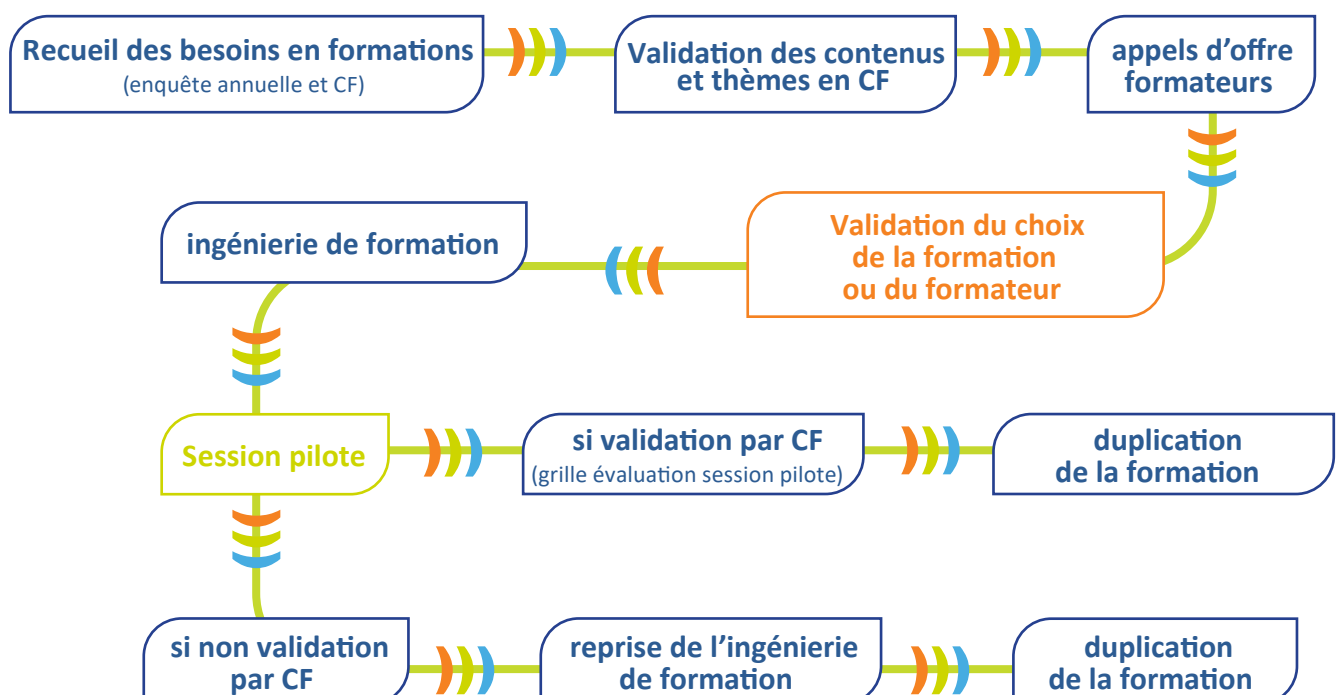 Recueil des besoins en formations
(enquête annuelle et CF)
Validation des contenus
et thèmes en CF
appels d'offre
formateurs
Validation du choix
de la formation
ou du formateur
ingénierie de formation
Session pilote
si validation par CF
(grille évaluation session pilote)
duplication
de la formation
si non validation
par CF
reprise de l'ingénierie
de formation
duplication
de la formation